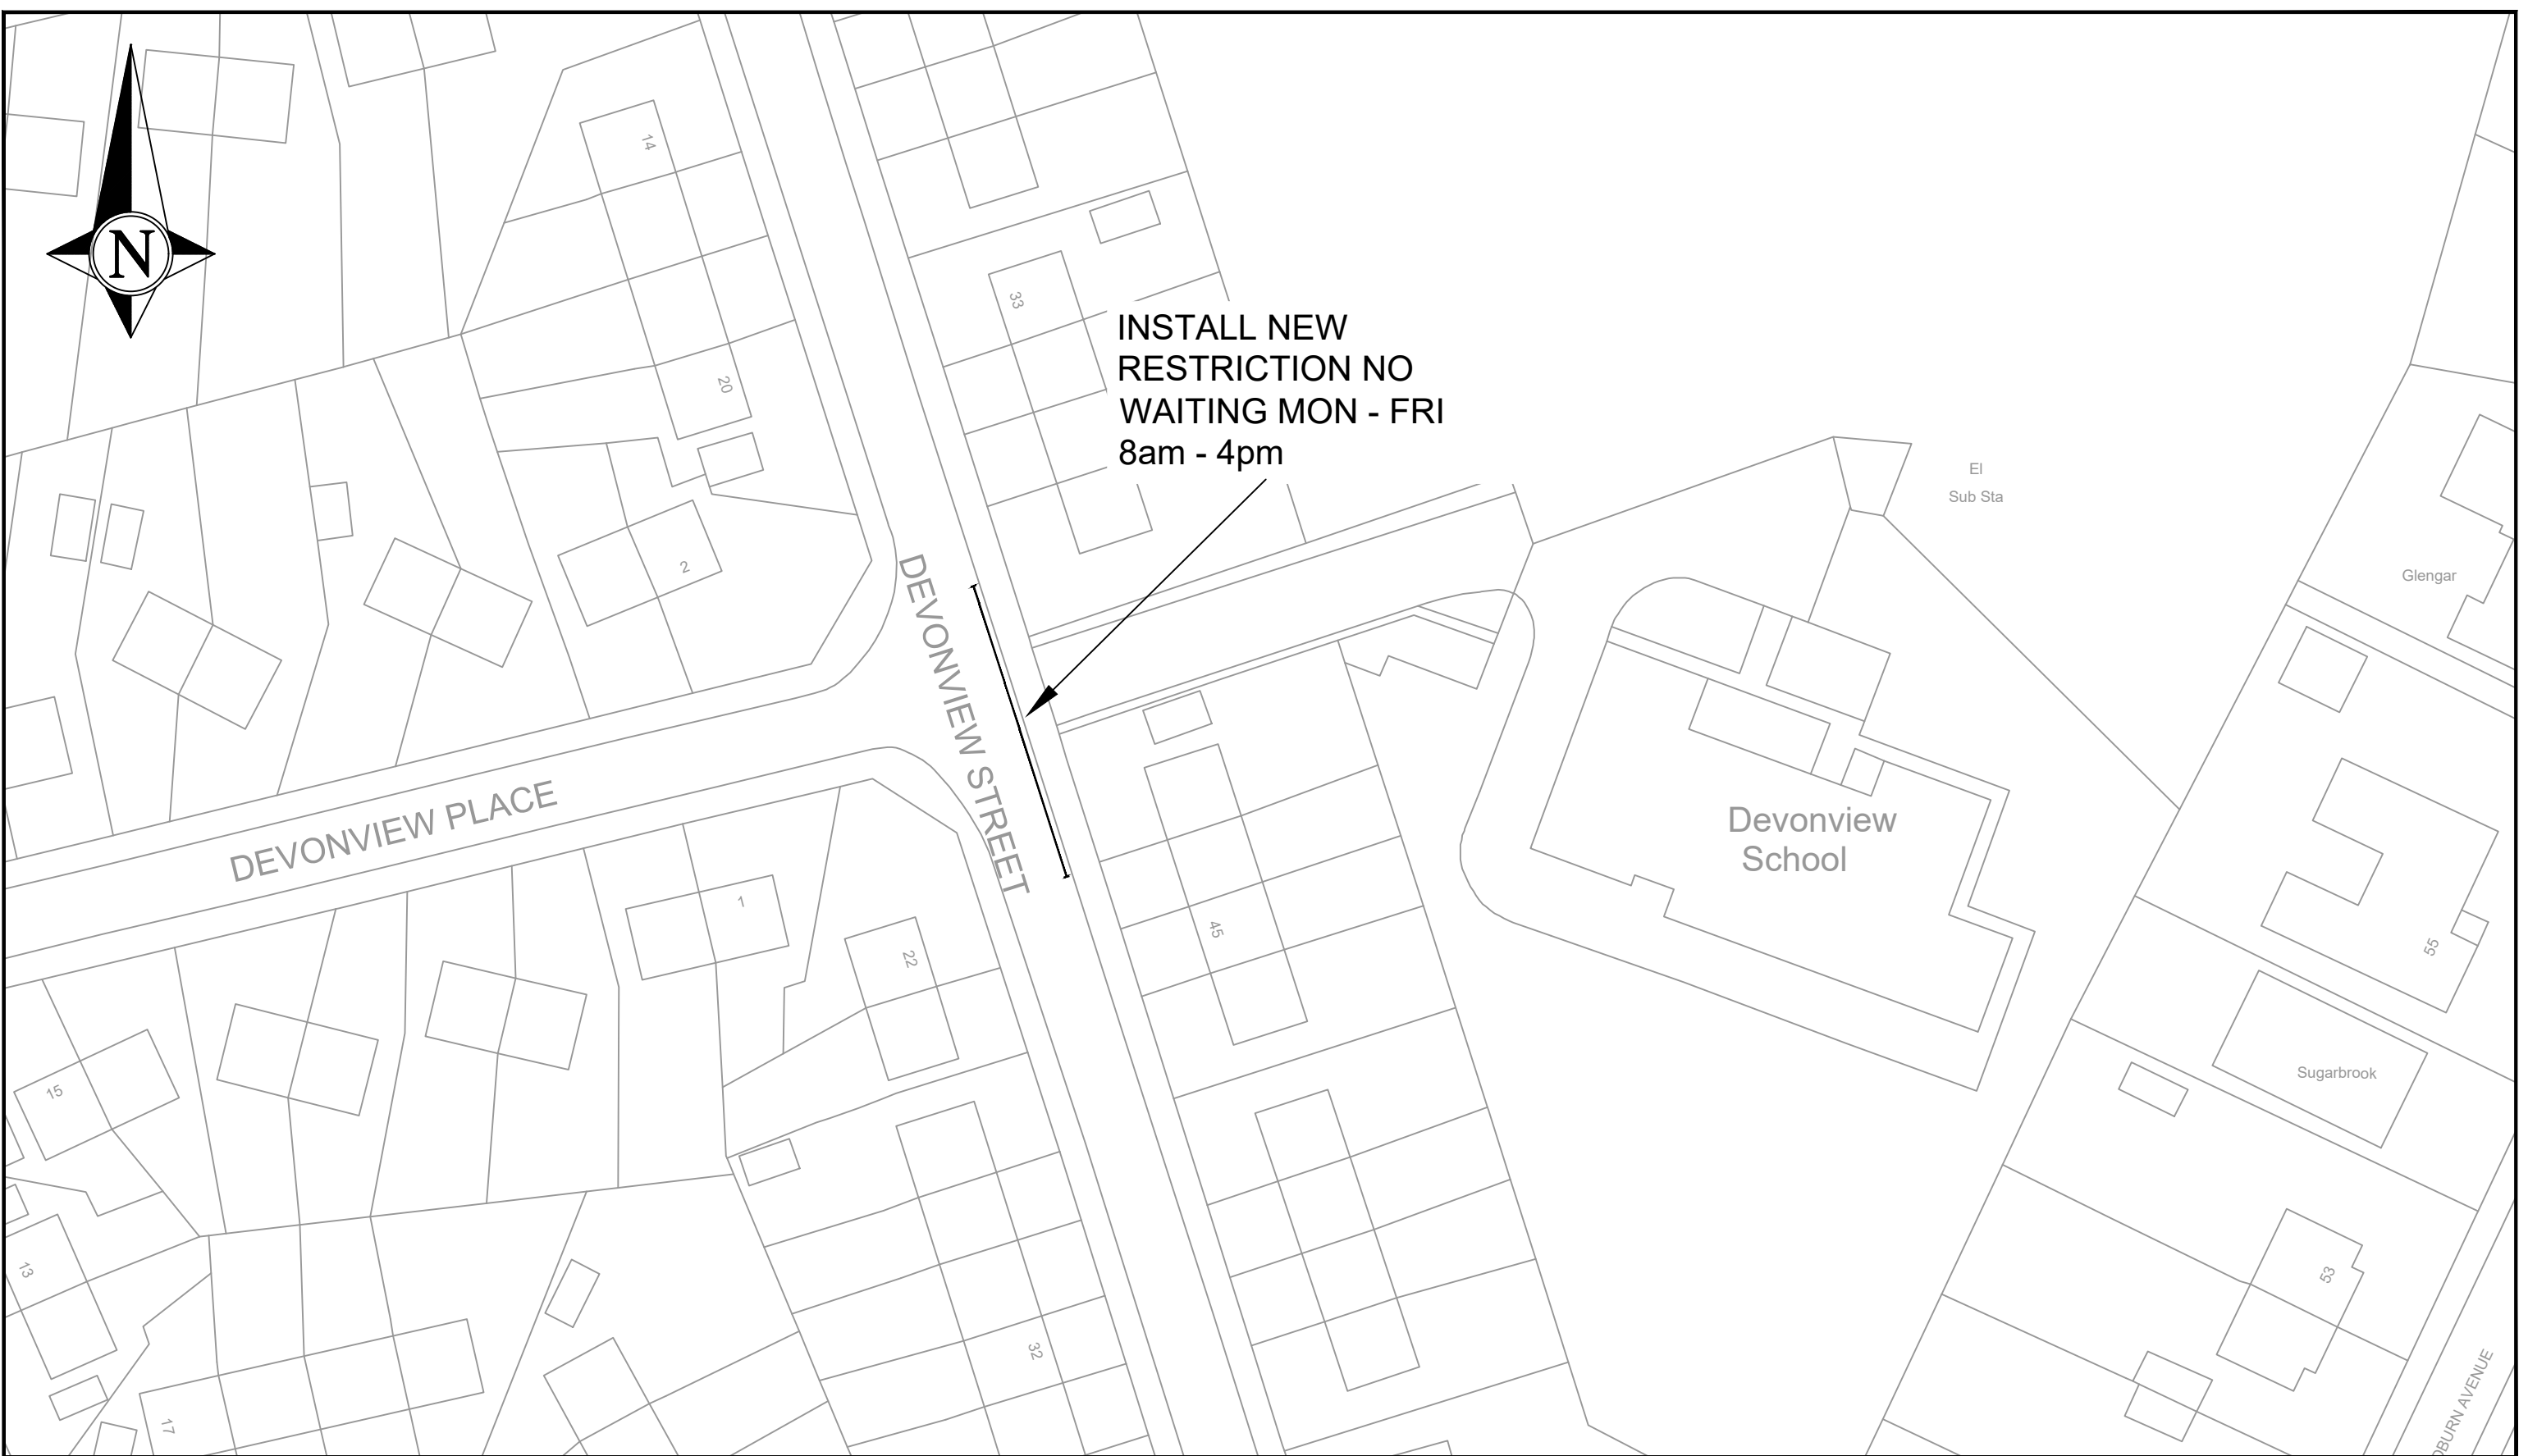 N
14
20
33
INSTALL NEW
RESTRICTION NO
WAITING MON - FRI
8am - 4pm
El
Sub Sta
2
Glengar
DEVONVIEW STREET
DEVONVIEW PLACE
Devonview
School
1
22
45
55
Sugarbrook
15
13
53
32
17
AVENUE